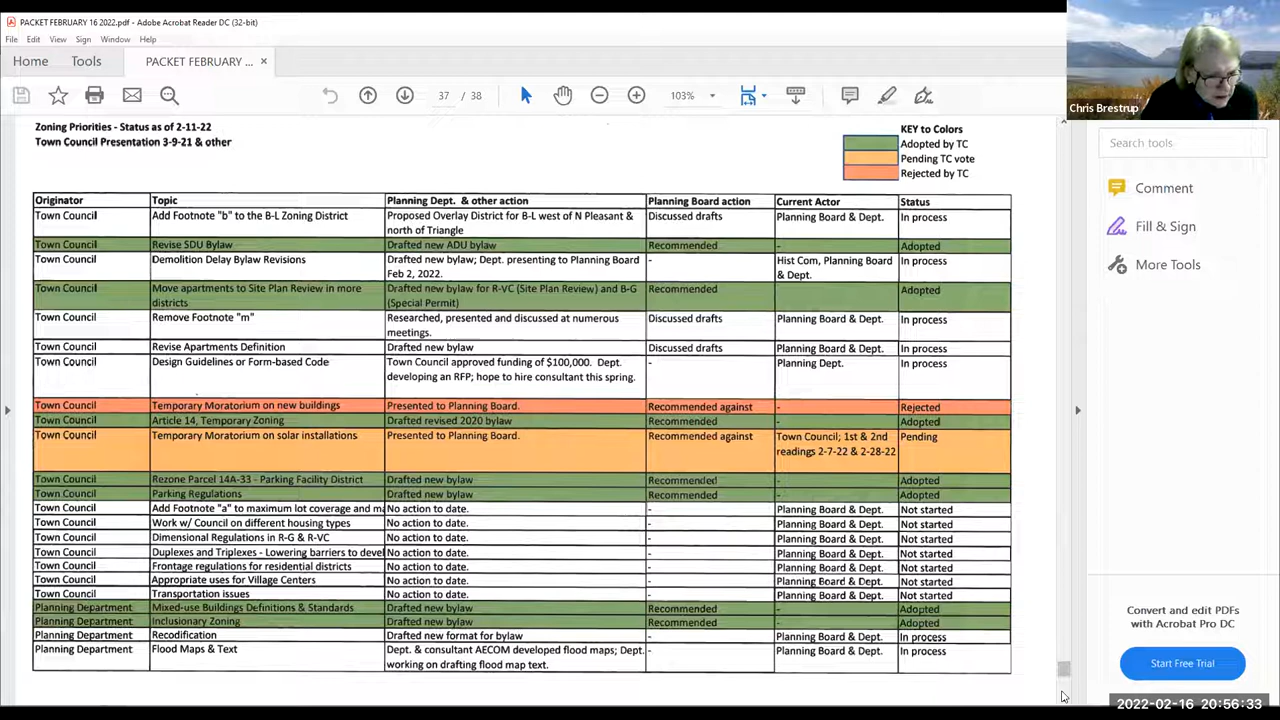 PACKET FEBRUARY 16 2022.pdf - Adobe Acrobat Reader DC (32-bit)
File Edit View Sign Window Help
Home Tools PACKET FEBRUARY ... ×
37 / 38 103%
Chris Brestrup
Zoning Priorities - Status as of 2-11-22
Town Council Presentation 3-9-21 & other
KEY to Colors
Adopted by TC
Pending TC vote
Rejected by TC
Originator Topic Planning Dept. & other action Planning Board action Current Actor Status
Town Council Add Footnote "b" to the B-L Zoning District Proposed Overlay District for B-L west of N Pleasant & Discussed drafts Planning Board & Dept. In process
north of Triangle
Town Council Revise SDU Bylaw Drafted new ADU bylaw Recommended - Adopted
Town Council Demolition Delay Bylaw Revisions Drafted new bylaw; Dept. presenting to Planning Board - Hist Com, Planning Board In process
Feb 2, 2022. & Dept.
Town Council Move apartments to Site Plan Review in more Drafted new bylaw for R-VC (Site Plan Review) and B-G Recommended Adopted
districts (Special Permit)
Town Council Remove Footnote "m" Researched, presented and discussed at numerous Discussed drafts Planning Board & Dept. In process
meetings.
Town Council Revise Apartments Definition Drafted new bylaw Discussed drafts Planning Board & Dept. In process
Town Council Design Guidelines or Form-based Code Town Council approved funding of $100,000. Dept. - Planning Dept. In process
developing an RFP; hope to hire consultant this spring.
Town Council Temporary Moratorium on new buildings Presented to Planning Board. Recommended against - Rejected
Town Council Article 14, Temporary Zoning Drafted revised 2020 bylaw Recommended - Adopted
Town Council Temporary Moratorium on solar installations Presented to Planning Board. Recommended against Town Council; 1st & 2nd Pending
readings 2-7-22 & 2-28-22
Town Council Rezone Parcel 14A-33 - Parking Facility District Drafted new bylaw Recommended - Adopted
Town Council Parking Regulations Drafted new bylaw Recommended - Adopted
Town Council Add Footnote "a" to maximum lot coverage and ma No action to date. - Planning Board & Dept. Not started
Town Council Work w/ Council on different housing types No action to date. - Planning Board & Dept. Not started
Town Council Dimensional Regulations in R-G & R-VC No action to date. - Planning Board & Dept. Not started
Town Council Duplexes and Triplexes - Lowering barriers to devel No action to date. - Planning Board & Dept. Not started
Town Council Frontage regulations for residential districts No action to date. - Planning Board & Dept. Not started
Town Council Appropriate uses for Village Centers No action to date. - Planning Board & Dept. Not started
Town Council Transportation issues No action to date. - Planning Board & Dept. Not started
Planning Department Mixed-use Buildings Definitions & Standards Drafted new bylaw Recommended - Adopted
Planning Department Inclusionary Zoning Drafted new bylaw Recommended - Adopted
Planning Department Recodification Drafted new format for bylaw - Planning Board & Dept. In process
Planning Department Flood Maps & Text Dept. & consultant AECOM developed flood maps; Dept. - Planning Board & Dept. In process
working on drafting flood map text.
Search tools
Comment
Fill & Sign
More Tools
Convert and edit PDFs
with Acrobat Pro DC
Start Free Trial
2022-02-16 20:56:33